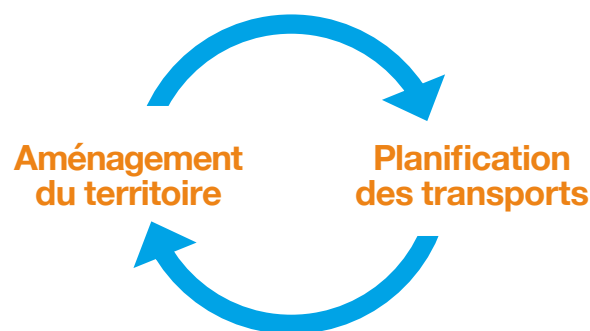 Aménagement
du territoire
Planification
des transports